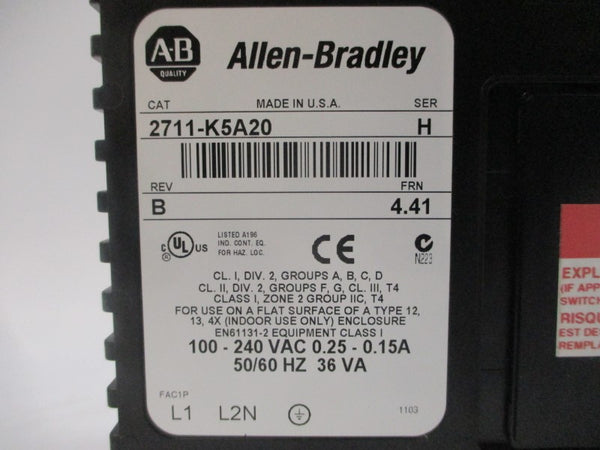 A-B
QUALITY
Allen-Bradley
CAT MADE IN U.S.A. SER
2711-K5A20 H
REV FRN
B 4.41
C UL US
LISTED A196
IND. CONT. EQ.
FOR HAZ. LOC.
CE
N223
CL. I, DIV. 2, GROUPS A, B, C, D
CL. II, DIV. 2, GROUPS F, G, CL. III, T4
CLASS I, ZONE 2 GROUP IIC, T4
FOR USE ON A FLAT SURFACE OF A TYPE 12,
13, 4X (INDOOR USE ONLY) ENCLOSURE
EN61131-2 EQUIPMENT CLASS I
100 - 240 VAC 0.25 - 0.15A
50/60 HZ 36 VA
FAC1P
L1 L2N 1103
EXPL
(IF APP
SWITCH
RISQU
EST DE
REMPLA